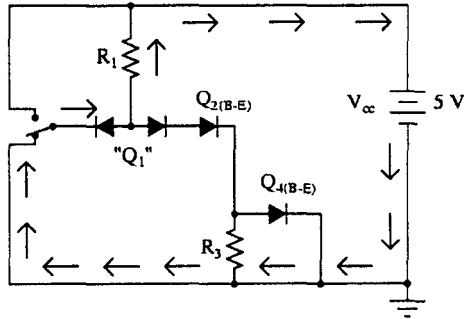 R1
Q2(B-E)
Vcc 5 V
"Q1"
Q4(B-E)
R3